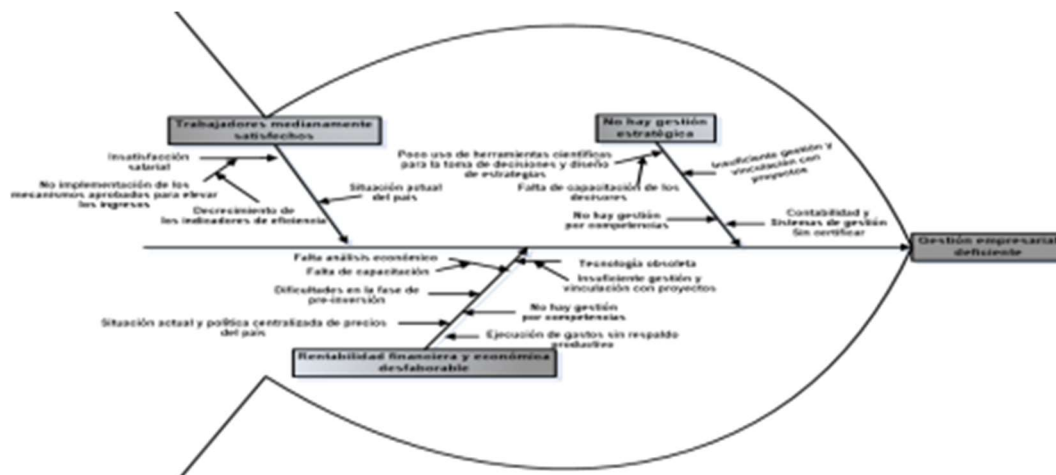 Trabajadores medianamente
satisfechos
No hay gestión
estratégica
Insatisfacción
salarial
No implementación de los
mecanismos aprobados para elevar
los ingresos
Decrecimiento de
los indicadores de eficiencia
Situación actual
del país
Poco uso de herramientas científicas
para la toma de decisiones y diseño
de estrategias
Falta de capacitación de los
decisores
No hay gestión
por competencias
Insuficiente gestión y
vinculación con
proyectos
Contabilidad y
Sistemas de gestión
Sin certificar
Gestión empresarial
deficiente
Falta análisis económico
Falta de capacitación
Dificultades en la fase de
pre-inversión
Situación actual y política centralizada de precios
del país
Tecnología obsoleta
Insuficiente gestión y
vinculación con proyectos
No hay gestión
por competencias
Ejecución de gastos sin respaldo
productivo
Rentabilidad financiera y económica
desfaborable